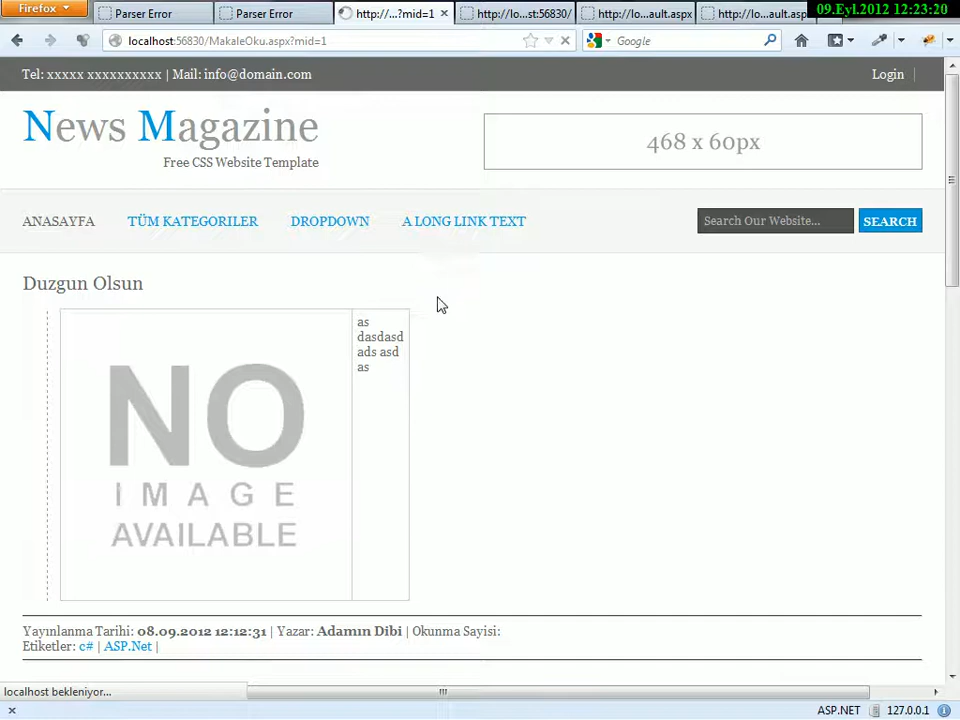 09.Eyl.2012 12:23:20
Firefox
Parser Error
Parser Error
http://...?mid=1
http://lo...st:56830/
http://lo...ault.aspx
http://lo...ault.asp
localhost:56830/MakaleOku.aspx?mid=1
Google
Tel: xxxxx xxxxxxxxxx | Mail: info@domain.com
Login
News Magazine
Free CSS Website Template
468 x 60px
ANASAYFA
TÜM KATEGORILER
DROPDOWN
A LONG LINK TEXT
Search Our Website...
SEARCH
Duzgun Olsun
NO
IMAGE
AVAILABLE
as
dasdasd
ads asd
as
Yayınlanma Tarihi: 08.09.2012 12:12:31 | Yazar: Adamın Dibi | Okunma Sayisi:
Etiketler: c# | ASP.Net |
localhost bekleniyor...
ASP.NET
127.0.0.1